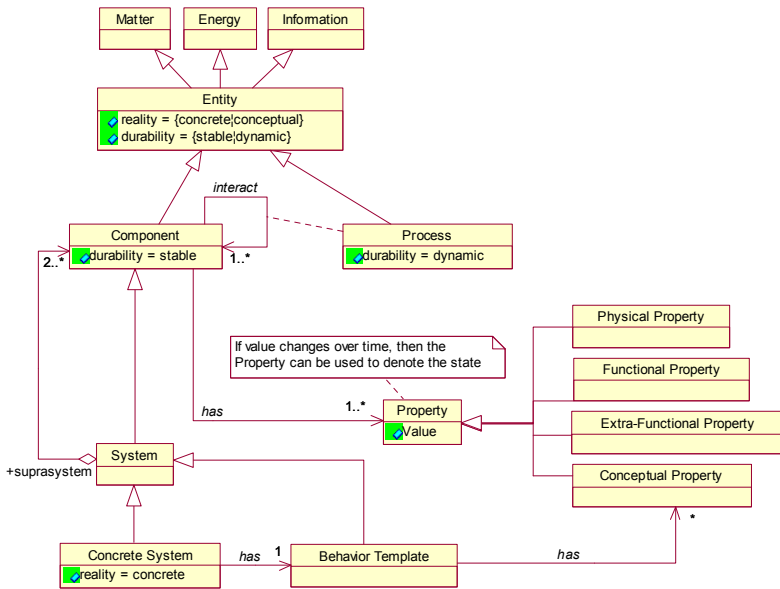 Matter
Energy
Information
Entity
reality = {concrete¦conceptual}
durability = {stable¦dynamic}
interact
Component
durability = stable
2..*
1..*
Process
durability = dynamic
Physical Property
If value changes over time, then the
Property can be used to denote the state
Functional Property
has
1..*
Property
Value
Extra-Functional Property
System
+suprasystem
Conceptual Property
*
Concrete System
reality = concrete
has
1
Behavior Template
has